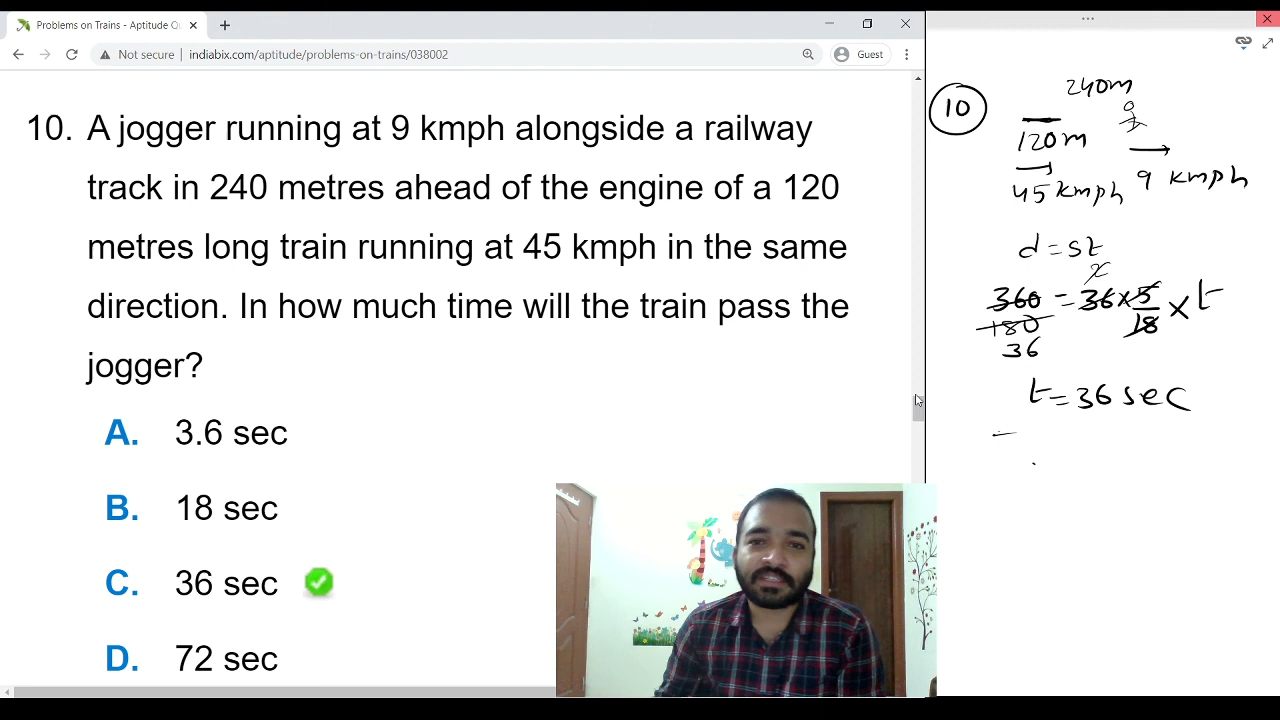 Problems on Trains - Aptitude Q
Not secure | indiabix.com/aptitude/problems-on-trains/038002
Guest
10. A jogger running at 9 kmph alongside a railway
track in 240 metres ahead of the engine of a 120
metres long train running at 45 kmph in the same
direction. In how much time will the train pass the
jogger?
A. 3.6 sec
B. 18 sec
C. 36 sec
D. 72 sec
10
240m
120m
45 kmph
9 kmph
d = st
360 = 36 × 5/18 × t
180
36
t = 36 sec